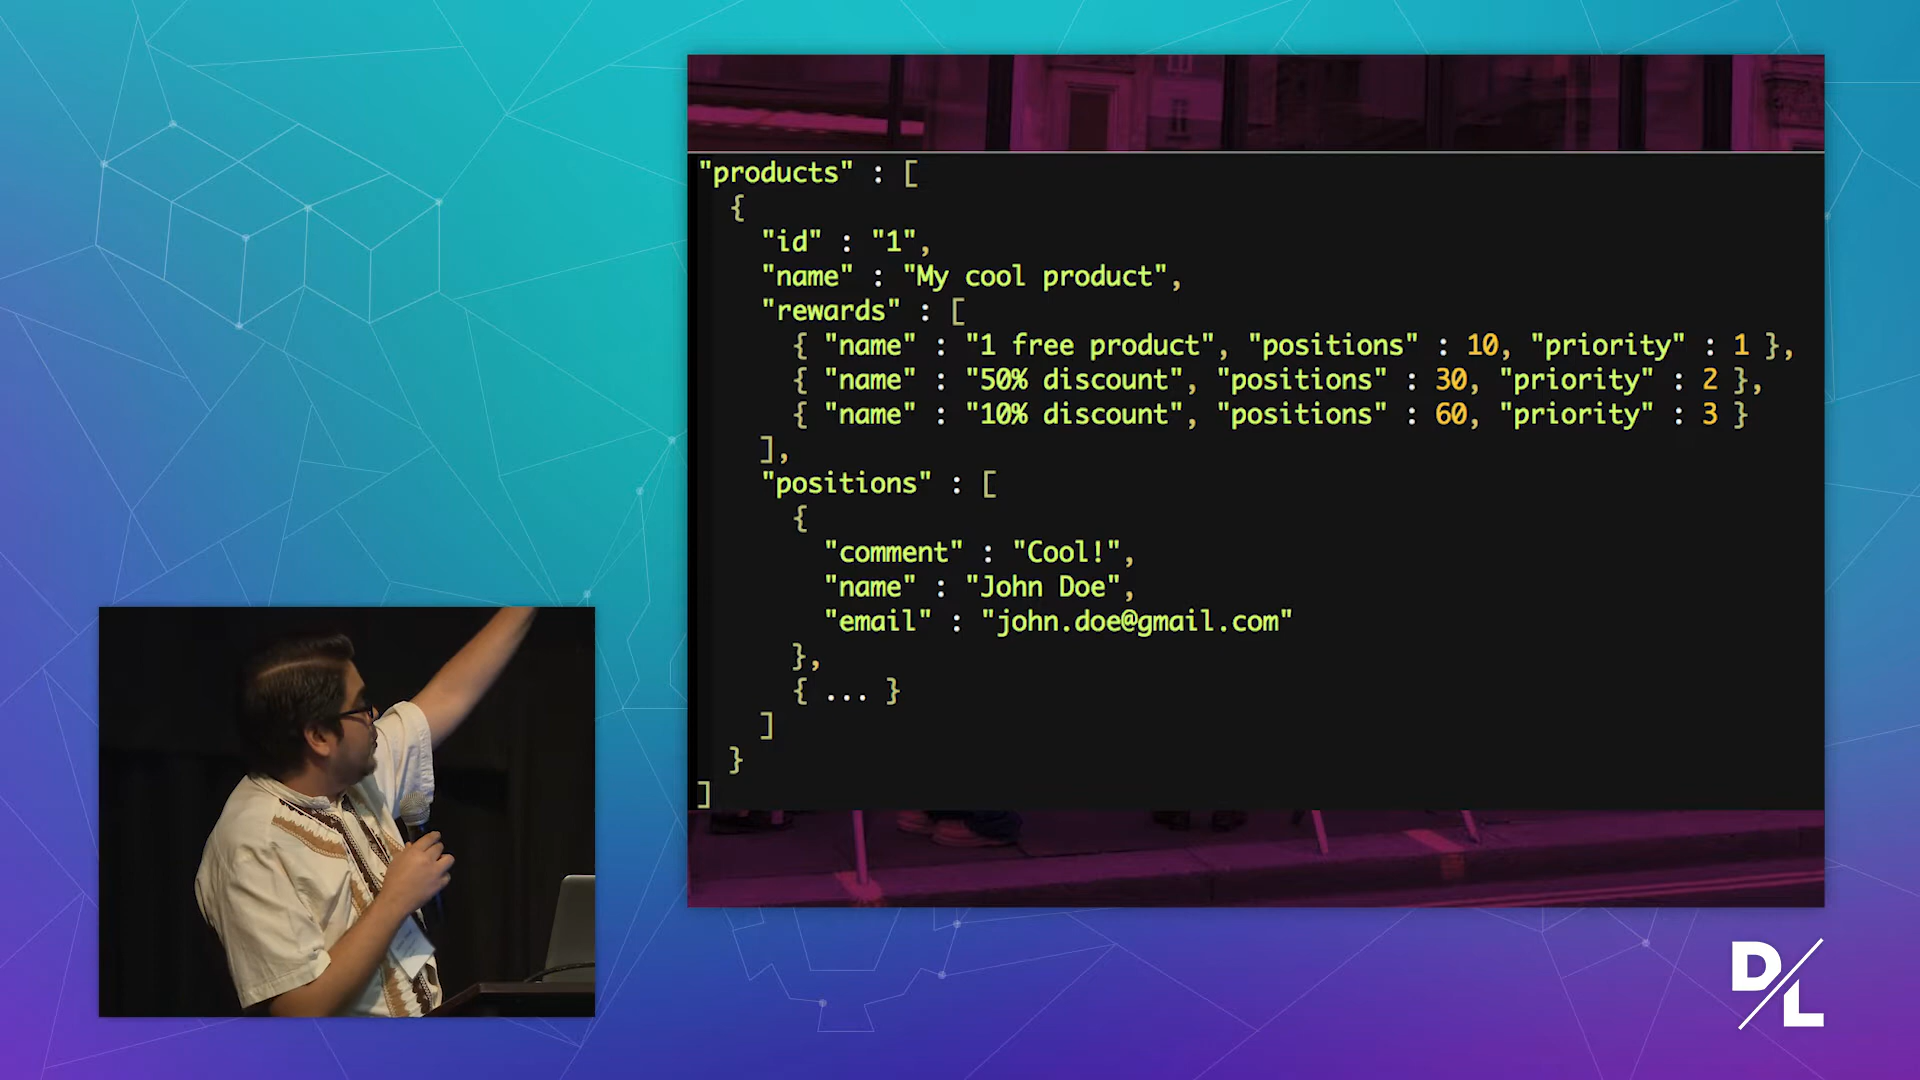 "products" : [
{
"id" : "1",
"name" : "My cool product",
"rewards" : [
{ "name" : "1 free product", "positions" : 10, "priority" : 1 },
{ "name" : "50% discount", "positions" : 30, "priority" : 2 },
{ "name" : "10% discount", "positions" : 60, "priority" : 3 }
],
"positions" : [
{
"comment" : "Cool!",
"name" : "John Doe",
"email" : "john.doe@gmail.com"
},
{ ... }
]
}
]
D/L